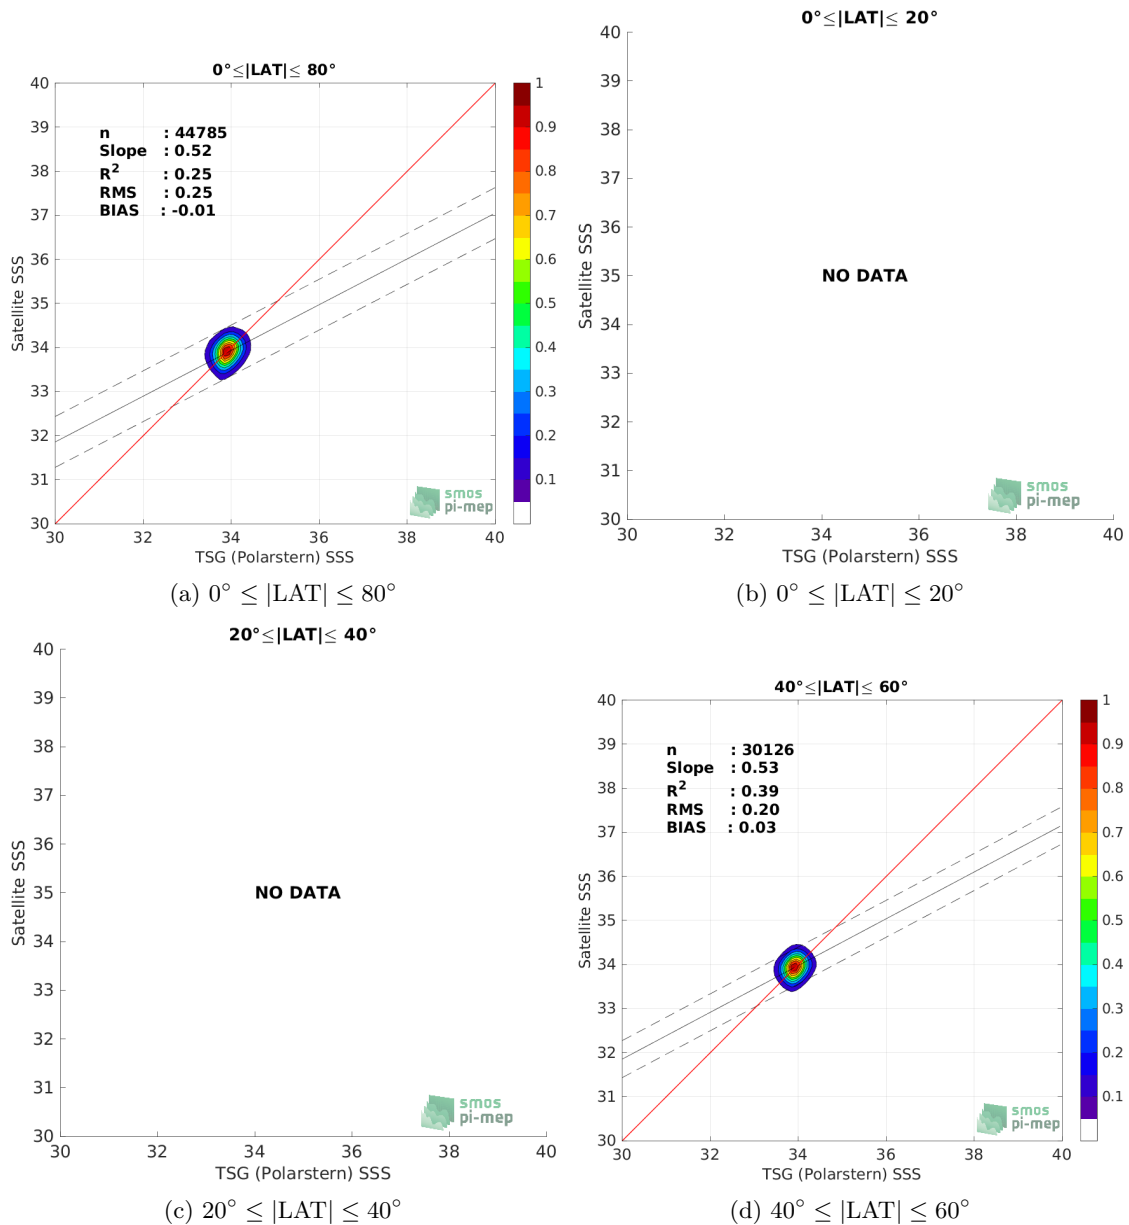 0°≤|LAT|≤ 80°
40
39
38
37
36
35
34
33
32
31
30
Satellite SSS
n : 44785
Slope : 0.52
R² : 0.25
RMS : 0.25
BIAS : -0.01
smos
pi-mep
30 32 34 36 38 40
TSG (Polarstern) SSS
1
0.9
0.8
0.7
0.6
0.5
0.4
0.3
0.2
0.1
(a) 0° ≤ |LAT| ≤ 80°
0°≤|LAT|≤ 20°
40
39
38
37
36
35
34
33
32
31
30
Satellite SSS
NO DATA
smos
pi-mep
30 32 34 36 38 40
TSG (Polarstern) SSS
(b) 0° ≤ |LAT| ≤ 20°
20°≤|LAT|≤ 40°
40
39
38
37
36
35
34
33
32
31
30
Satellite SSS
NO DATA
smos
pi-mep
30 32 34 36 38 40
TSG (Polarstern) SSS
(c) 20° ≤ |LAT| ≤ 40°
40°≤|LAT|≤ 60°
40
39
38
37
36
35
34
33
32
31
30
Satellite SSS
n : 30126
Slope : 0.53
R² : 0.39
RMS : 0.20
BIAS : 0.03
smos
pi-mep
30 32 34 36 38 40
TSG (Polarstern) SSS
1
0.9
0.8
0.7
0.6
0.5
0.4
0.3
0.2
0.1
(d) 40° ≤ |LAT| ≤ 60°